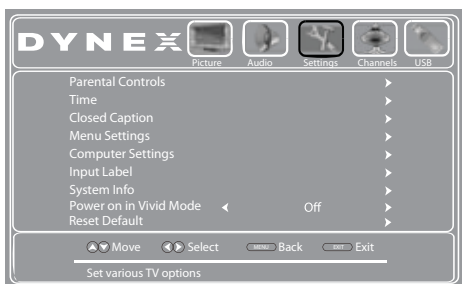 DYNEX
Picture Audio Settings Channels USB
Parental Controls
Time
Closed Caption
Menu Settings
Computer Settings
Input Label
System Info
Power on in Vivid Mode Off
Reset Default
Move Select MENU Back EXIT Exit
Set various TV options